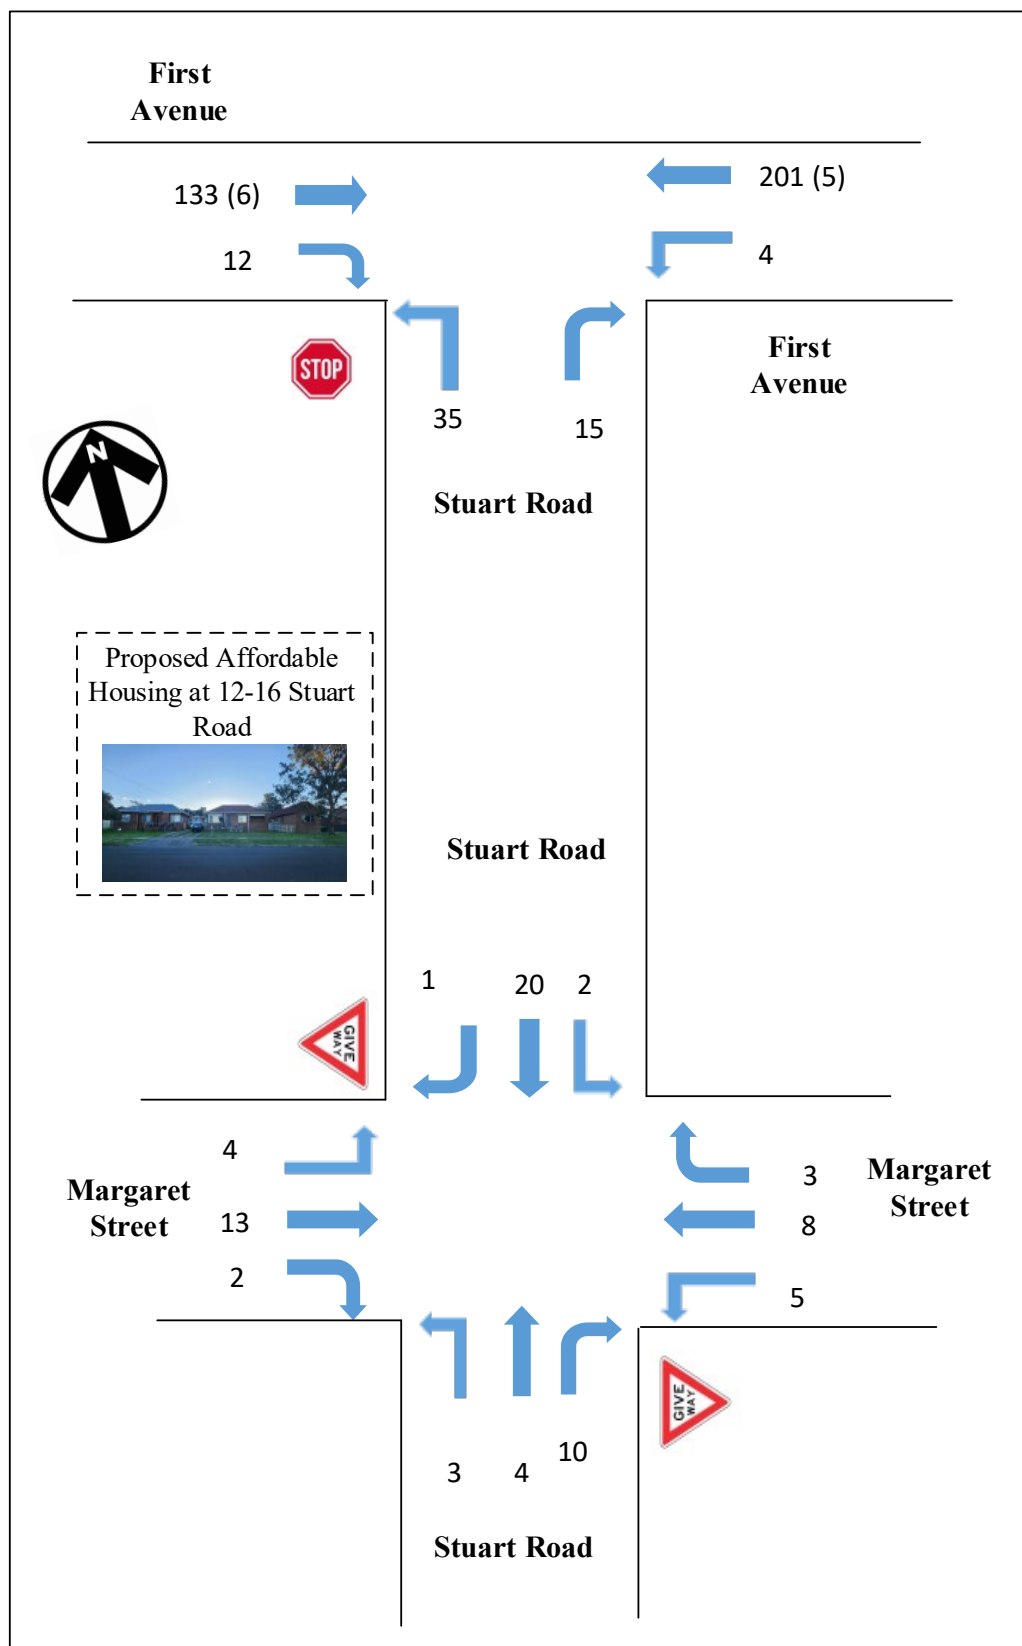 First
Avenue
133 (6)
201 (5)
12
4
STOP
First
Avenue
35
15
N
Stuart Road
Proposed Affordable
Housing at 12-16 Stuart
Road
Stuart Road
1
20
2
GIVE
WAY
4
3
Margaret
Street
Margaret
Street
13
8
2
5
GIVE
WAY
3
4
10
Stuart Road